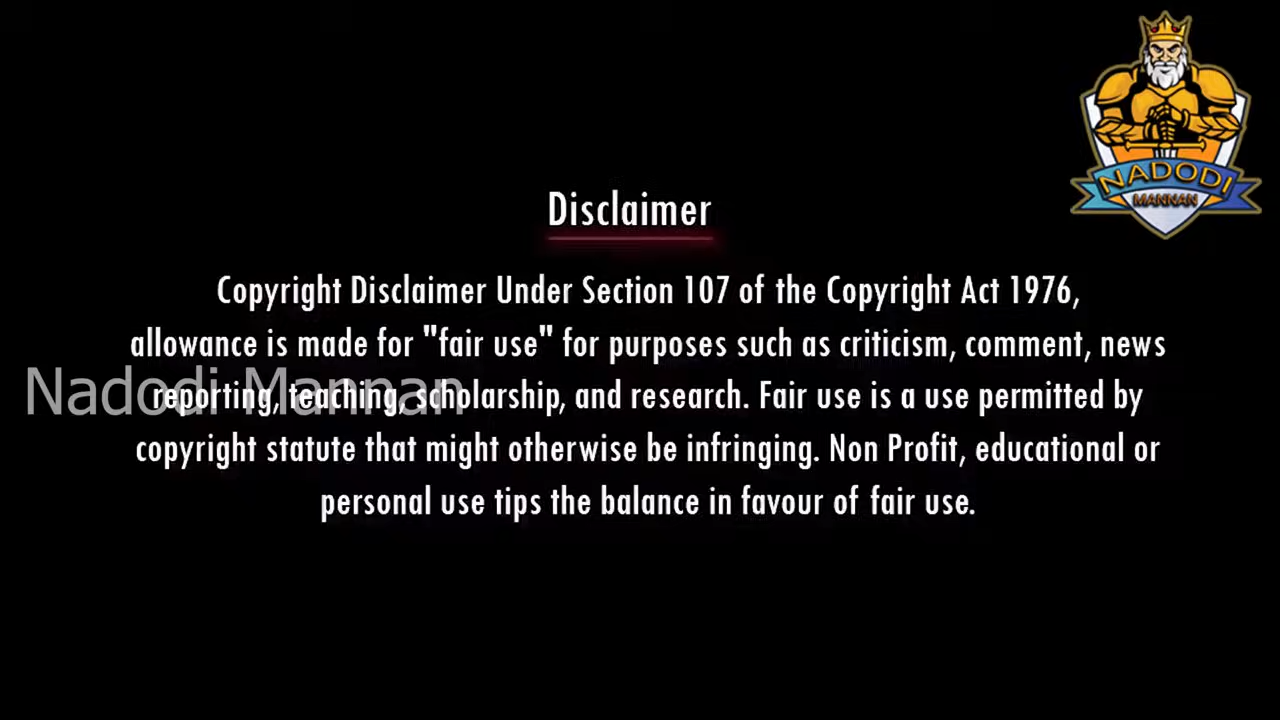 NADODI
MANNAN
Disclaimer
Copyright Disclaimer Under Section 107 of the Copyright Act 1976,
allowance is made for "fair use" for purposes such as criticism, comment, news
Nadodi Mannan
reporting, teaching, scholarship, and research. Fair use is a use permitted by
copyright statute that might otherwise be infringing. Non Profit, educational or
personal use tips the balance in favour of fair use.